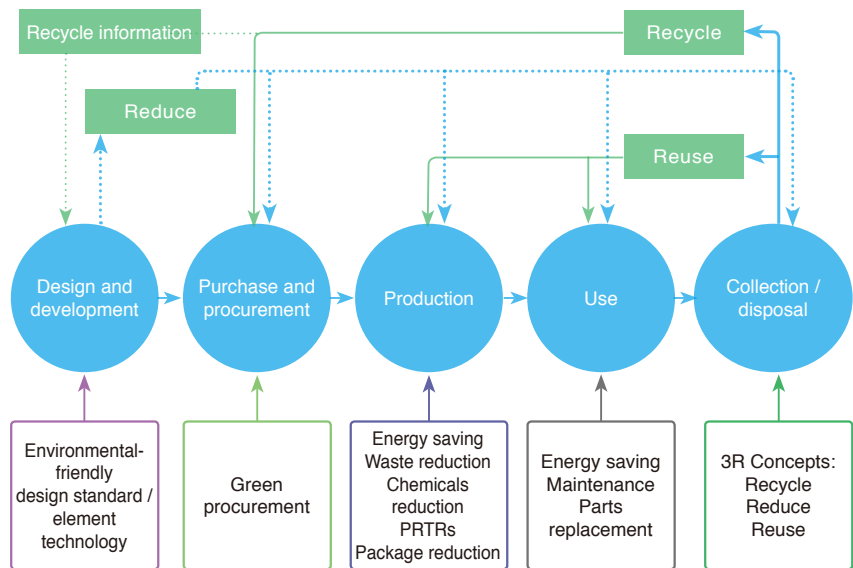 Recycle information
Recycle
Reduce
Reuse
Design and
development
Purchase and
procurement
Production
Use
Collection /
disposal
Environmental-
friendly
design standard /
element
technology
Green
procurement
Energy saving
Waste reduction
Chemicals
reduction
PRTRs
Package reduction
Energy saving
Maintenance
Parts
replacement
3R Concepts:
Recycle
Reduce
Reuse